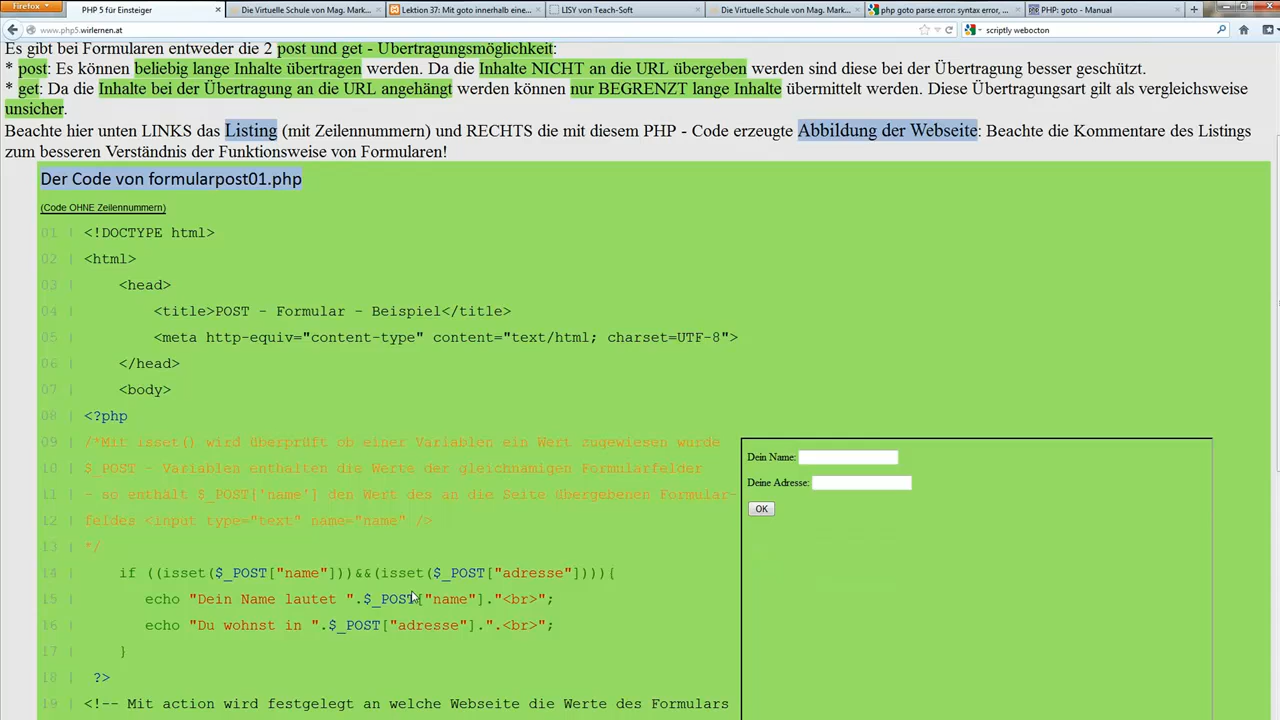 Firefox
PHP 5 für Einsteiger
Die Virtuelle Schule von Mag. Mark...
Lektion 37: Mit goto innerhalb eine...
LISY von Teach-Soft
Die Virtuelle Schule von Mag. Mark...
php goto parse error: syntax error, ...
PHP: goto - Manual
www.php5.wirlernen.at
scriptly webocton
Es gibt bei Formularen entweder die 2 post und get - Übertragungsmöglichkeit:
* post: Es können beliebig lange Inhalte übertragen werden. Da die Inhalte NICHT an die URL übergeben werden sind diese bei der Übertragung besser geschützt.
* get: Da die Inhalte bei der Übertragung an die URL angehängt werden können nur BEGRENZT lange Inhalte übermittelt werden. Diese Übertragungsart gilt als vergleichsweise
unsicher.
Beachte hier unten LINKS das Listing (mit Zeilennummern) und RECHTS die mit diesem PHP - Code erzeugte Abbildung der Webseite: Beachte die Kommentare des Listings
zum besseren Verständnis der Funktionsweise von Formularen!
Der Code von formularpost01.php
(Code OHNE Zeilennummern)
01 | <!DOCTYPE html>
02 | <html>
03 | <head>
04 | <title>POST - Formular - Beispiel</title>
05 | <meta http-equiv="content-type" content="text/html; charset=UTF-8">
06 | </head>
07 | <body>
08 | <?php
09 | /*Mit isset() wird überprüft ob einer Variablen ein Wert zugewiesen wurde
10 | $_POST - Variablen enthalten die Werte der gleichnamigen Formularfelder
11 | - so enthält $_POST['name'] den Wert des an die Seite übergebenen Formular-
12 | feldes <input type="text" name="name" />
13 | */
14 | if ((isset($_POST["name"]))&&(isset($_POST["adresse"]))){
15 | echo "Dein Name lautet ".$_POST["name"]."<br>";
16 | echo "Du wohnst in ".$_POST["adresse"].".<br>";
17 | }
18 | ?>
19 | <!-- Mit action wird festgelegt an welche Webseite die Werte des Formulars
Dein Name:
Deine Adresse:
OK